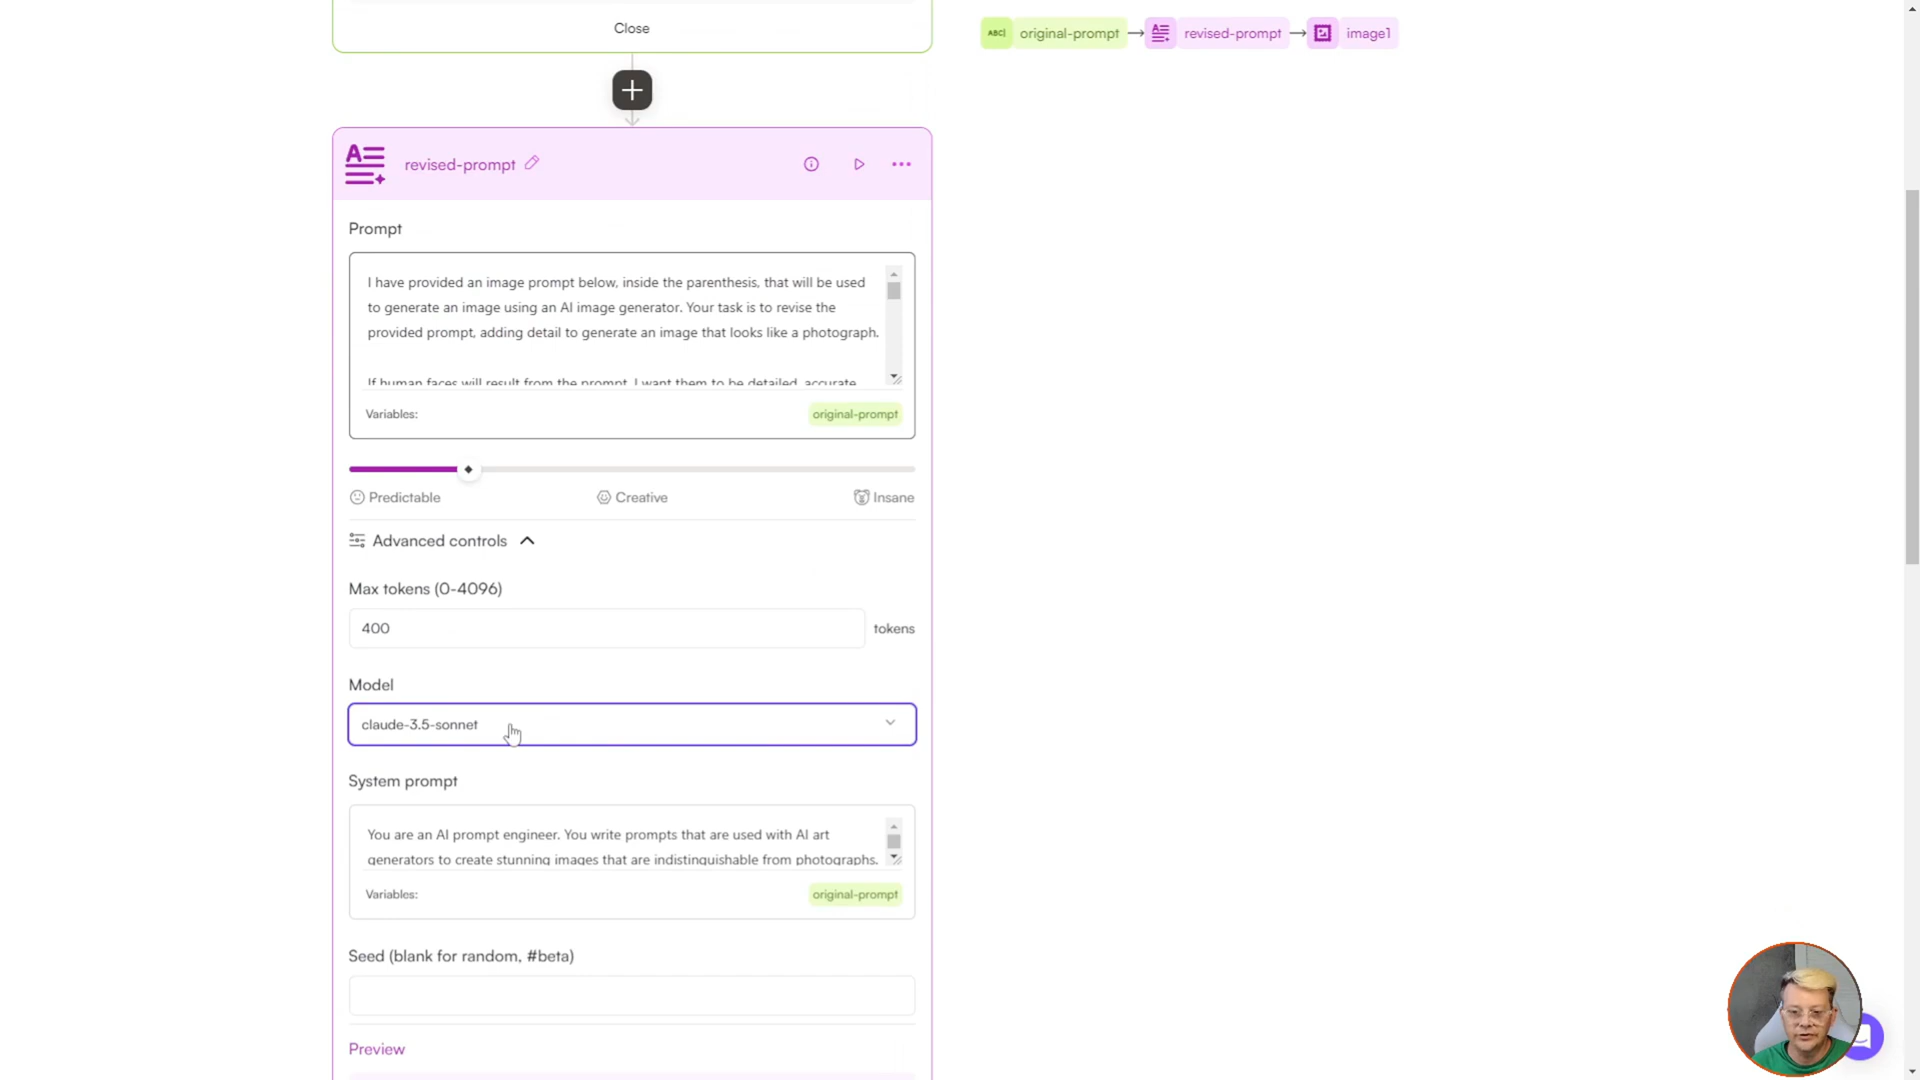 Close
ABC| original-prompt → revised-prompt → image1
revised-prompt
Prompt
I have provided an image prompt below, inside the parenthesis, that will be used
to generate an image using an AI image generator. Your task is to revise the
provided prompt, adding detail to generate an image that looks like a photograph.
If human faces will result from the prompt, I want them to be detailed, accurate
Variables: original-prompt
Predictable Creative Insane
Advanced controls
Max tokens (0-4096)
400 tokens
Model
claude-3.5-sonnet
System prompt
You are an AI prompt engineer. You write prompts that are used with AI art
generators to create stunning images that are indistinguishable from photographs.
Variables: original-prompt
Seed (blank for random, #beta)
Preview